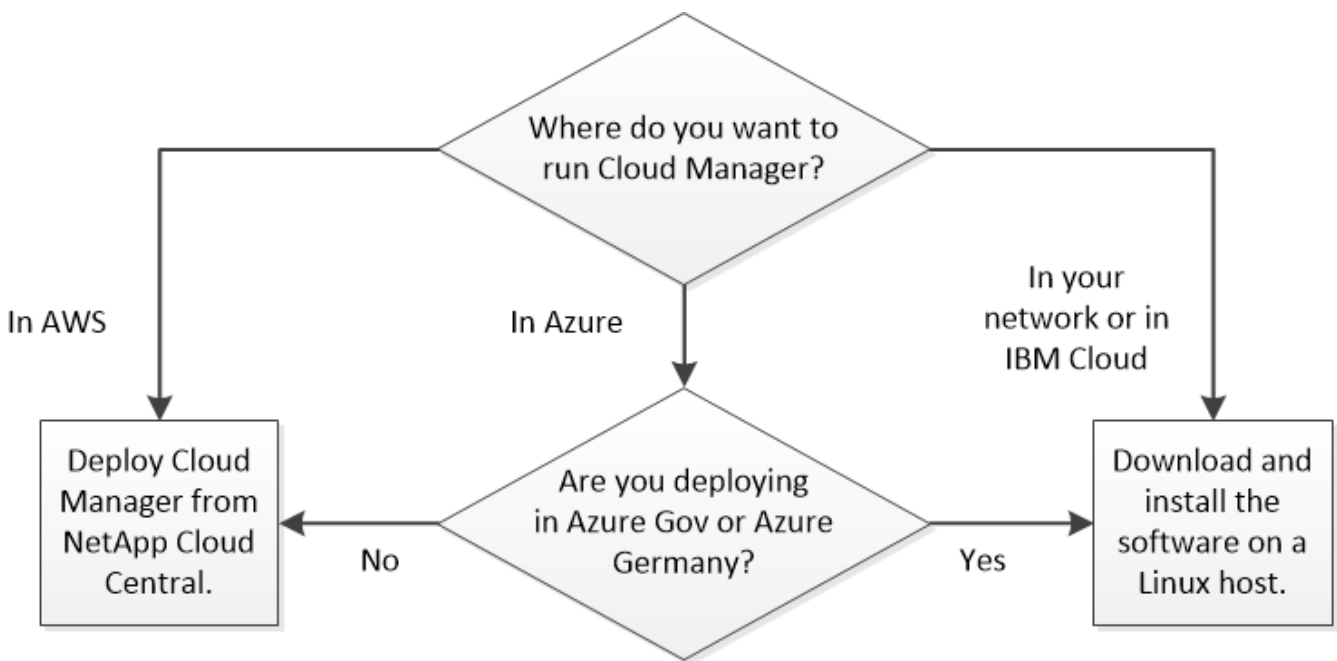 Where do you want to
run Cloud Manager?
In AWS
In Azure
In your
network or in
IBM Cloud
Deploy Cloud
Manager from
NetApp Cloud
Central.
No
Are you deploying
in Azure Gov or Azure
Germany?
Yes
Download and
install the
software on a
Linux host.